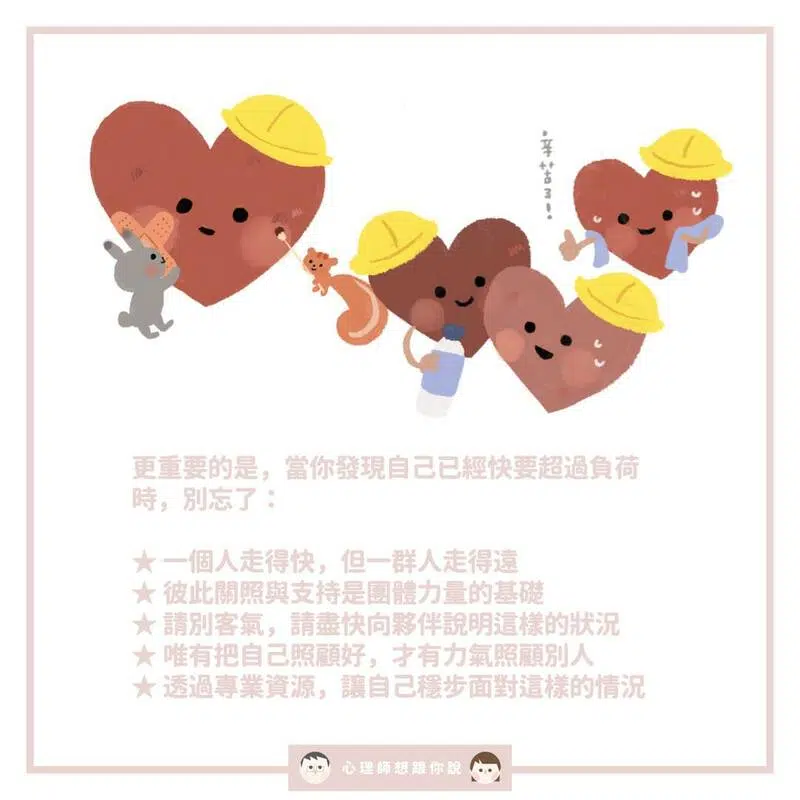 辛苦了!
更重要的是，當你發現自己已經快要超過負荷
時，別忘了：
★ 一個人走得快，但一群人走得遠
★ 彼此關照與支持是團體力量的基礎
★ 請別客氣，請盡快向夥伴說明這樣的狀況
★ 唯有把自己照顧好，才有力氣照顧別人
★ 透過專業資源，讓自己穩步面對這樣的情況
心理師想跟你說